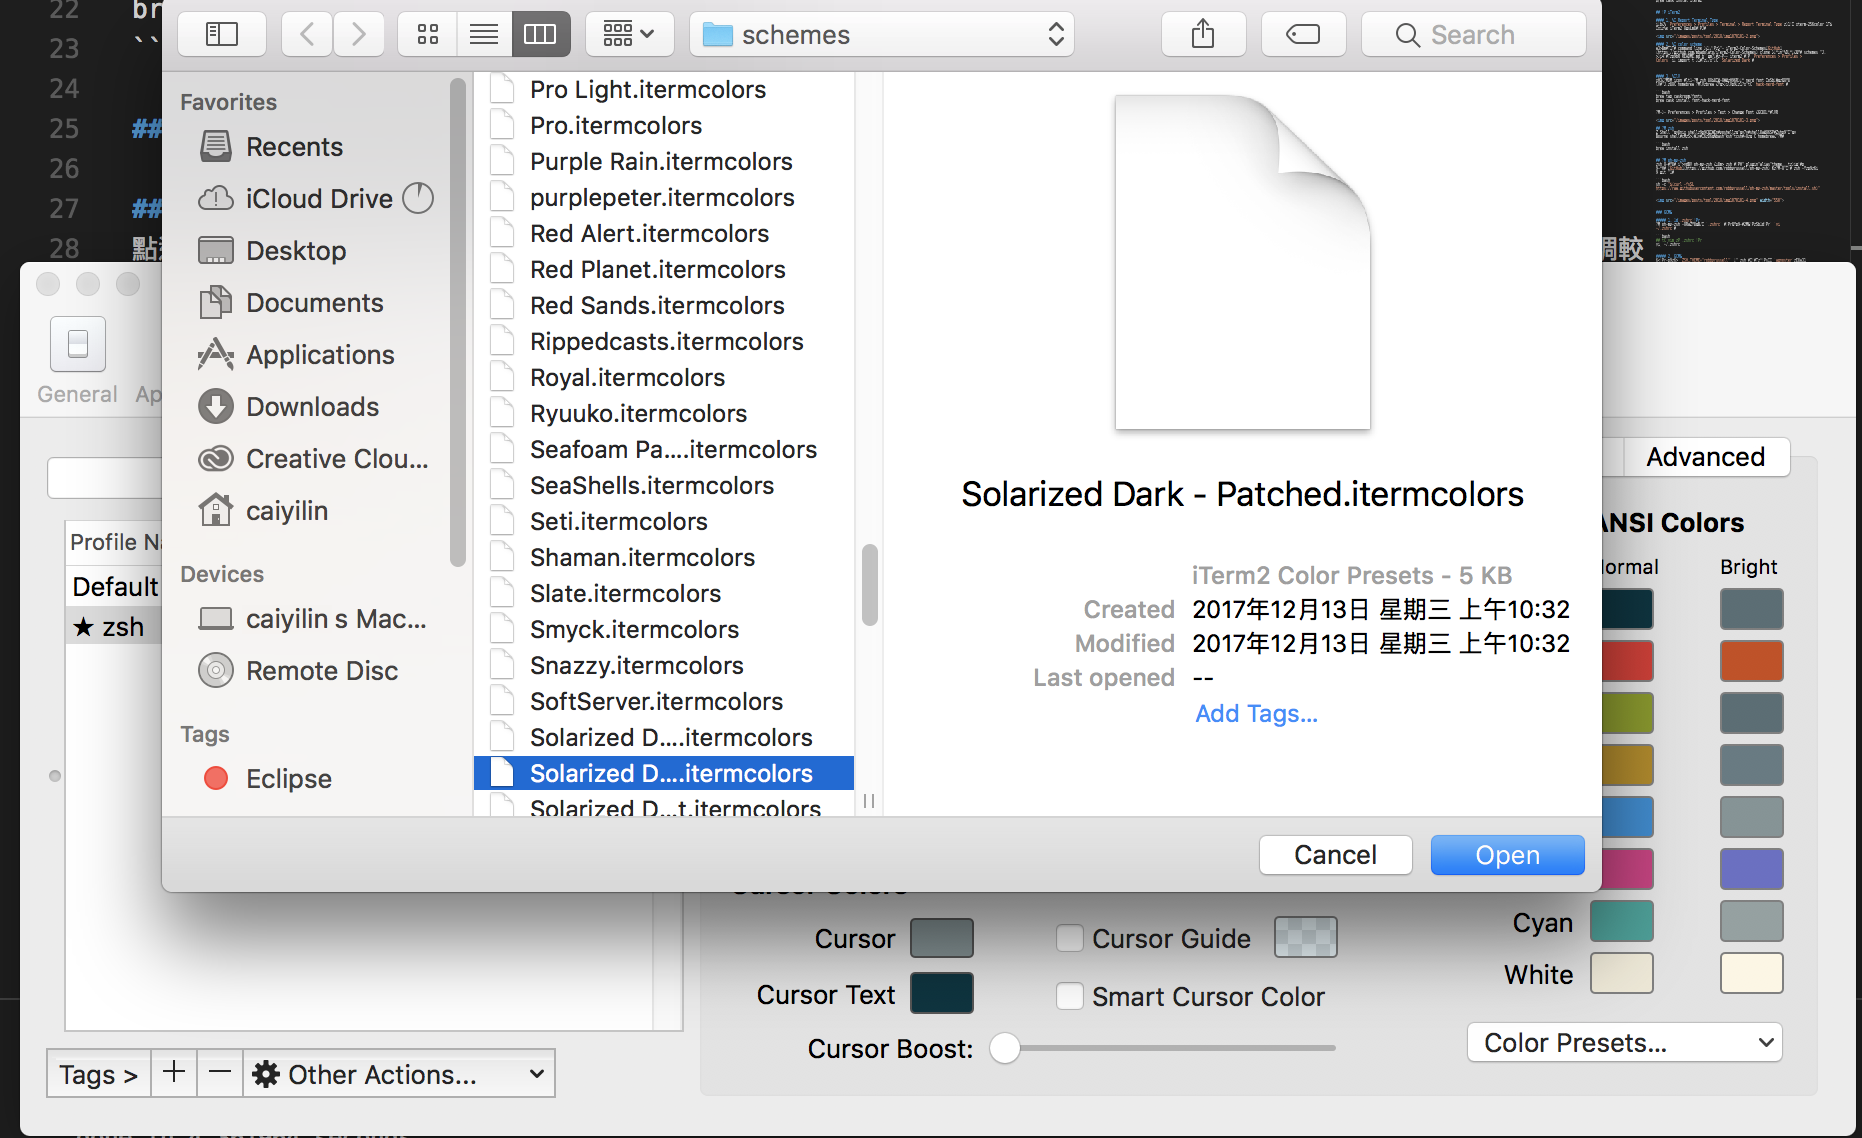 22 br
23 ``
24
25 ##
26
27 ##
28 點
調較
schemes
Search
Favorites
Recents
iCloud Drive
Desktop
Documents
Applications
Downloads
Creative Clou...
caiyilin
Devices
caiyilin s Mac...
Remote Disc
Tags
Eclipse
Pro Light.itermcolors
Pro.itermcolors
Purple Rain.itermcolors
purplepeter.itermcolors
Red Alert.itermcolors
Red Planet.itermcolors
Red Sands.itermcolors
Rippedcasts.itermcolors
Royal.itermcolors
Ryuuko.itermcolors
Seafoam Pa....itermcolors
SeaShells.itermcolors
Seti.itermcolors
Shaman.itermcolors
Slate.itermcolors
Smyck.itermcolors
Snazzy.itermcolors
SoftServer.itermcolors
Solarized D....itermcolors
Solarized D....itermcolors
Solarized D...t.itermcolors
Solarized Dark - Patched.itermcolors
iTerm2 Color Presets - 5 KB
Created 2017年12月13日 星期三 上午10:32
Modified 2017年12月13日 星期三 上午10:32
Last opened --
Add Tags...
Cancel
Open
General Ap
Profile Na
Default
★ zsh
Tags >
+
−
Other Actions...
Advanced
ANSI Colors
ormal Bright
Cursor Colors
Cursor
Cursor Guide
Cursor Text
Smart Cursor Color
Cursor Boost:
Cyan
White
Color Presets...